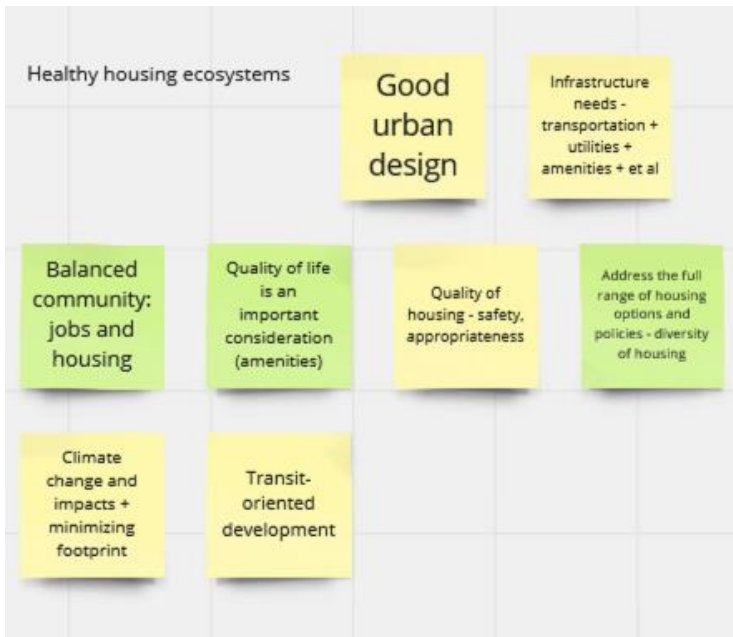 Healthy housing ecosystems
Good
urban
design
Infrastructure
needs -
transportation +
utilities +
amenities + et al
Balanced
community:
jobs and
housing
Quality of life
is an
important
consideration
(amenities)
Quality of
housing - safety,
appropriateness
Address the full
range of housing
options and
policies - diversity
of housing
Climate
change and
impacts +
minimizing
footprint
Transit-
oriented
development